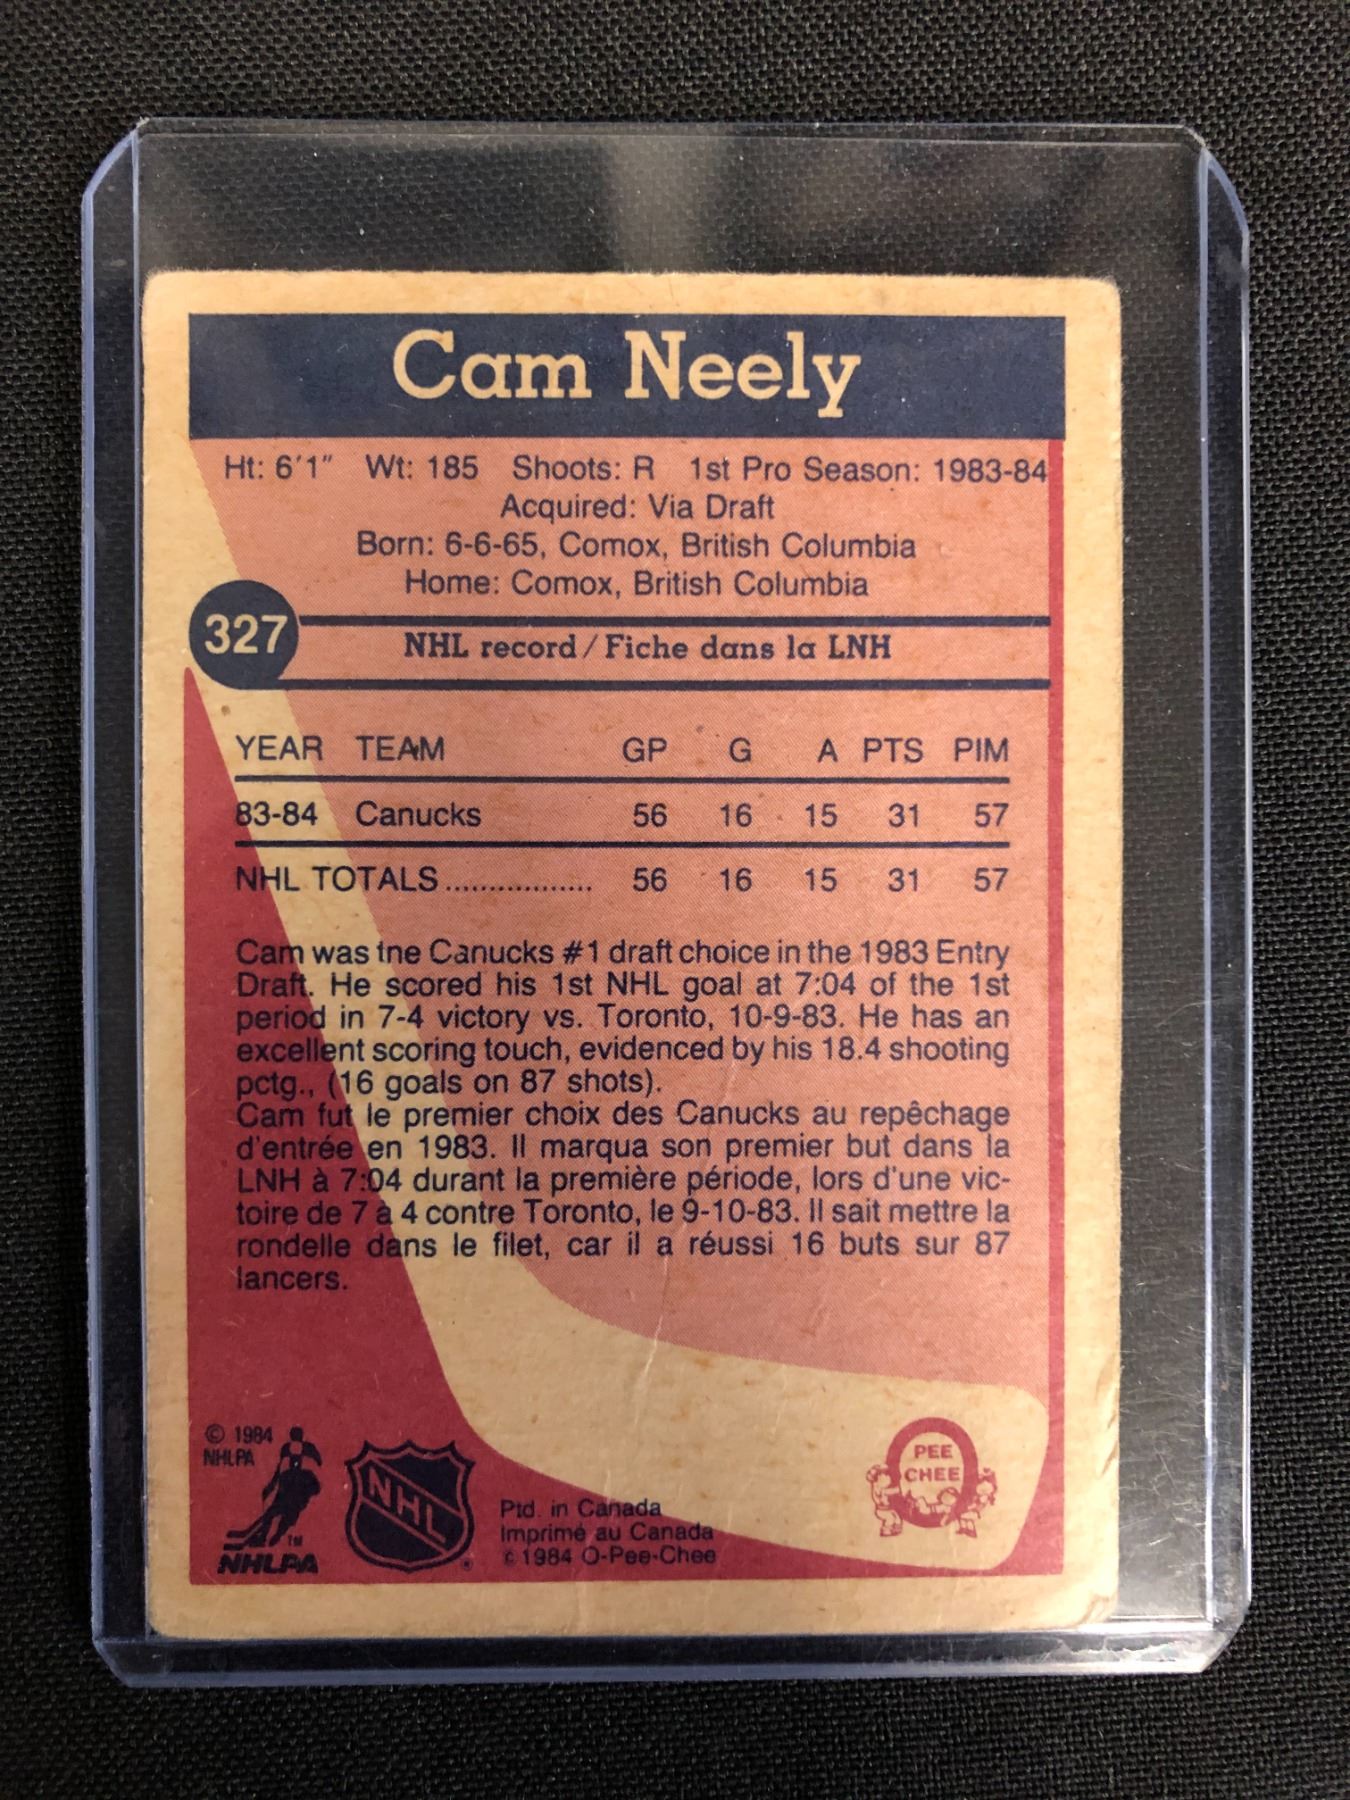 Cam Neely
Ht: 6'1" Wt: 185 Shoots: R 1st Pro Season: 1983-84
Acquired: Via Draft
Born: 6-6-65, Comox, British Columbia
Home: Comox, British Columbia
327
NHL record/Fiche dans la LNH
YEAR TEAM GP G A PTS PIM
83-84 Canucks 56 16 15 31 57
NHL TOTALS ................. 56 16 15 31 57
Cam was the Canucks #1 draft choice in the 1983 Entry
Draft. He scored his 1st NHL goal at 7:04 of the 1st
period in 7-4 victory vs. Toronto, 10-9-83. He has an
excellent scoring touch, evidenced by his 18.4 shooting
pctg., (16 goals on 87 shots).
Cam fut le premier choix des Canucks au repêchage
d'entrée en 1983. Il marqua son premier but dans la
LNH à 7:04 durant la première période, lors d'une vic-
toire de 7 à 4 contre Toronto, le 9-10-83. Il sait mettre la
rondelle dans le filet, car il a réussi 16 buts sur 87
lancers.
© 1984
NHLPA
TM
NHLPA
NHL
®
Ptd. in Canada
Imprimé au Canada
© 1984 O-Pee-Chee
PEE
CHEE